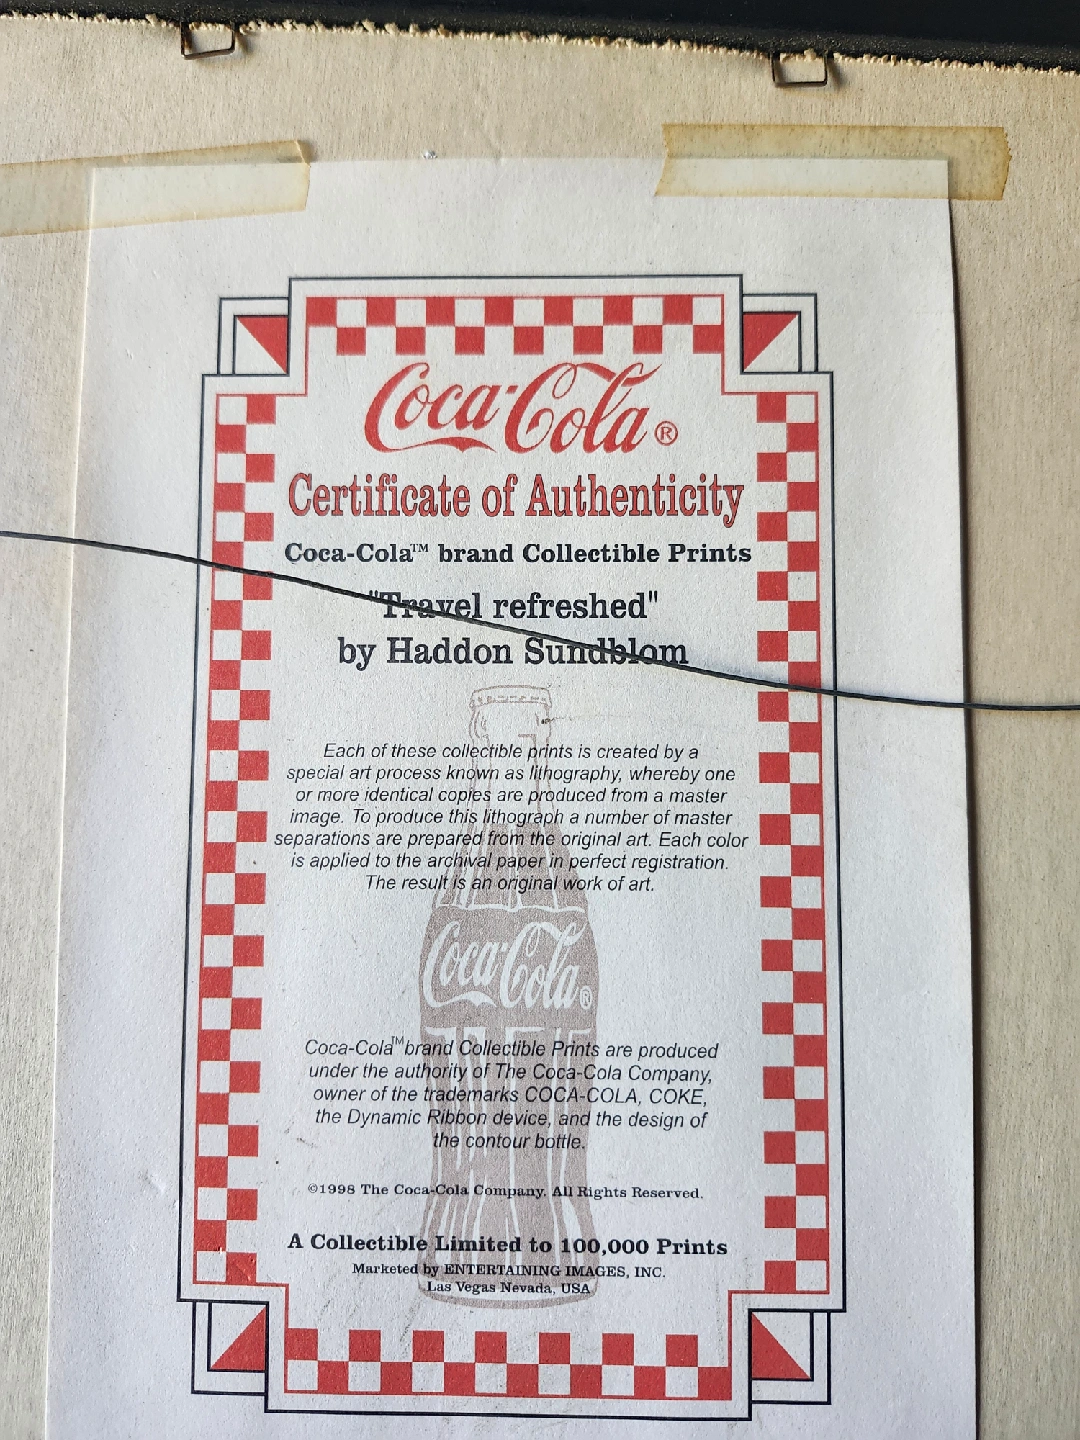 Coca-Cola®
Certificate of Authenticity
Coca-Cola™ brand Collectible Prints
"Travel refreshed"
by Haddon Sundblom
Each of these collectible prints is created by a
special art process known as lithography, whereby one
or more identical copies are produced from a master
image. To produce this lithograph a number of master
separations are prepared from the original art. Each color
is applied to the archival paper in perfect registration.
The result is an original work of art.
Coca-Cola®
Coca-Cola™brand Collectible Prints are produced
under the authority of The Coca-Cola Company,
owner of the trademarks COCA-COLA, COKE,
the Dynamic Ribbon device, and the design of
the contour bottle.
©1998 The Coca-Cola Company. All Rights Reserved.
A Collectible Limited to 100,000 Prints
Marketed by ENTERTAINING IMAGES, INC.
Las Vegas Nevada, USA